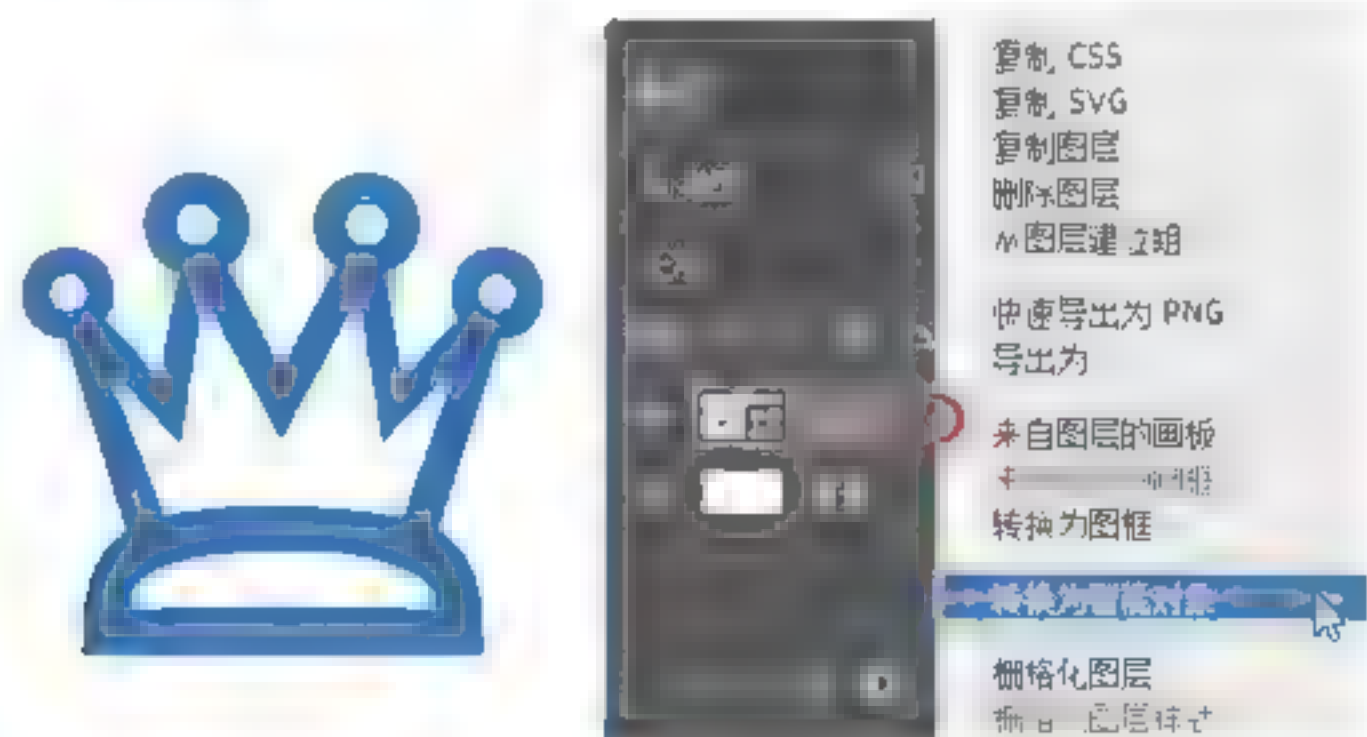 复制 CSS
复制 SVG
复制图层
删除图层
从图层建立组
快速导出为 PNG
导出为
来自图层的画板
转换为图框
栅格化图层